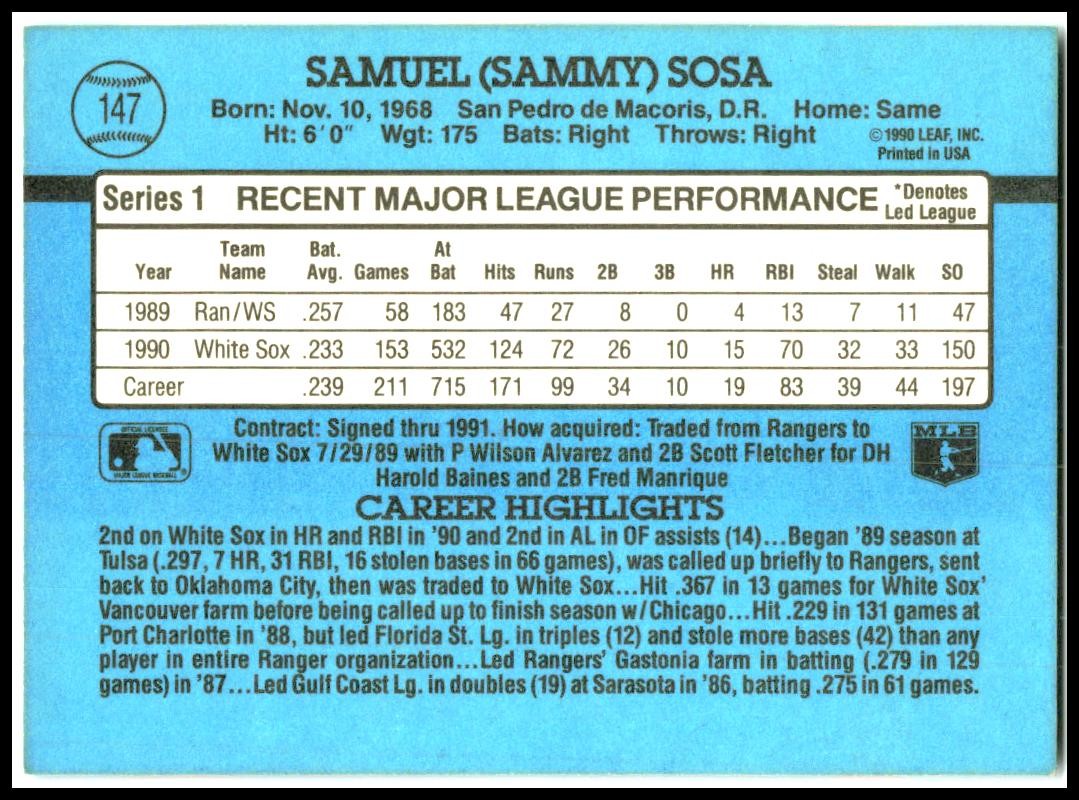 147
SAMUEL (SAMMY) SOSA
Born: Nov. 10, 1968 San Pedro de Macoris, D.R. Home: Same
Ht: 6'0" Wgt: 175 Bats: Right Throws: Right
©1990 LEAF, INC.
Printed in USA
Series 1 RECENT MAJOR LEAGUE PERFORMANCE *Denotes Led League
Year Team Name Bat. Avg. Games At Bat Hits Runs 2B 3B HR RBI Steal Walk SO
1989 Ran/WS .257 58 183 47 27 8 0 4 13 7 11 47
1990 White Sox .233 153 532 124 72 26 10 15 70 32 33 150
Career .239 211 715 171 99 34 10 19 83 39 44 197
OFFICIAL LICENSEE
MAJOR LEAGUE BASEBALL
®
MLB
Contract: Signed thru 1991. How acquired: Traded from Rangers to
White Sox 7/29/89 with P Wilson Alvarez and 2B Scott Fletcher for DH
Harold Baines and 2B Fred Manrique
CAREER HIGHLIGHTS
2nd on White Sox in HR and RBI in '90 and 2nd in AL in OF assists (14)...Began '89 season at
Tulsa (.297, 7 HR, 31 RBI, 16 stolen bases in 66 games), was called up briefly to Rangers, sent
back to Oklahoma City, then was traded to White Sox...Hit .367 in 13 games for White Sox'
Vancouver farm before being called up to finish season w/Chicago...Hit .229 in 131 games at
Port Charlotte in '88, but led Florida St. Lg. in triples (12) and stole more bases (42) than any
player in entire Ranger organization...Led Rangers' Gastonia farm in batting (.279 in 129
games) in '87...Led Gulf Coast Lg. in doubles (19) at Sarasota in '86, batting .275 in 61 games.